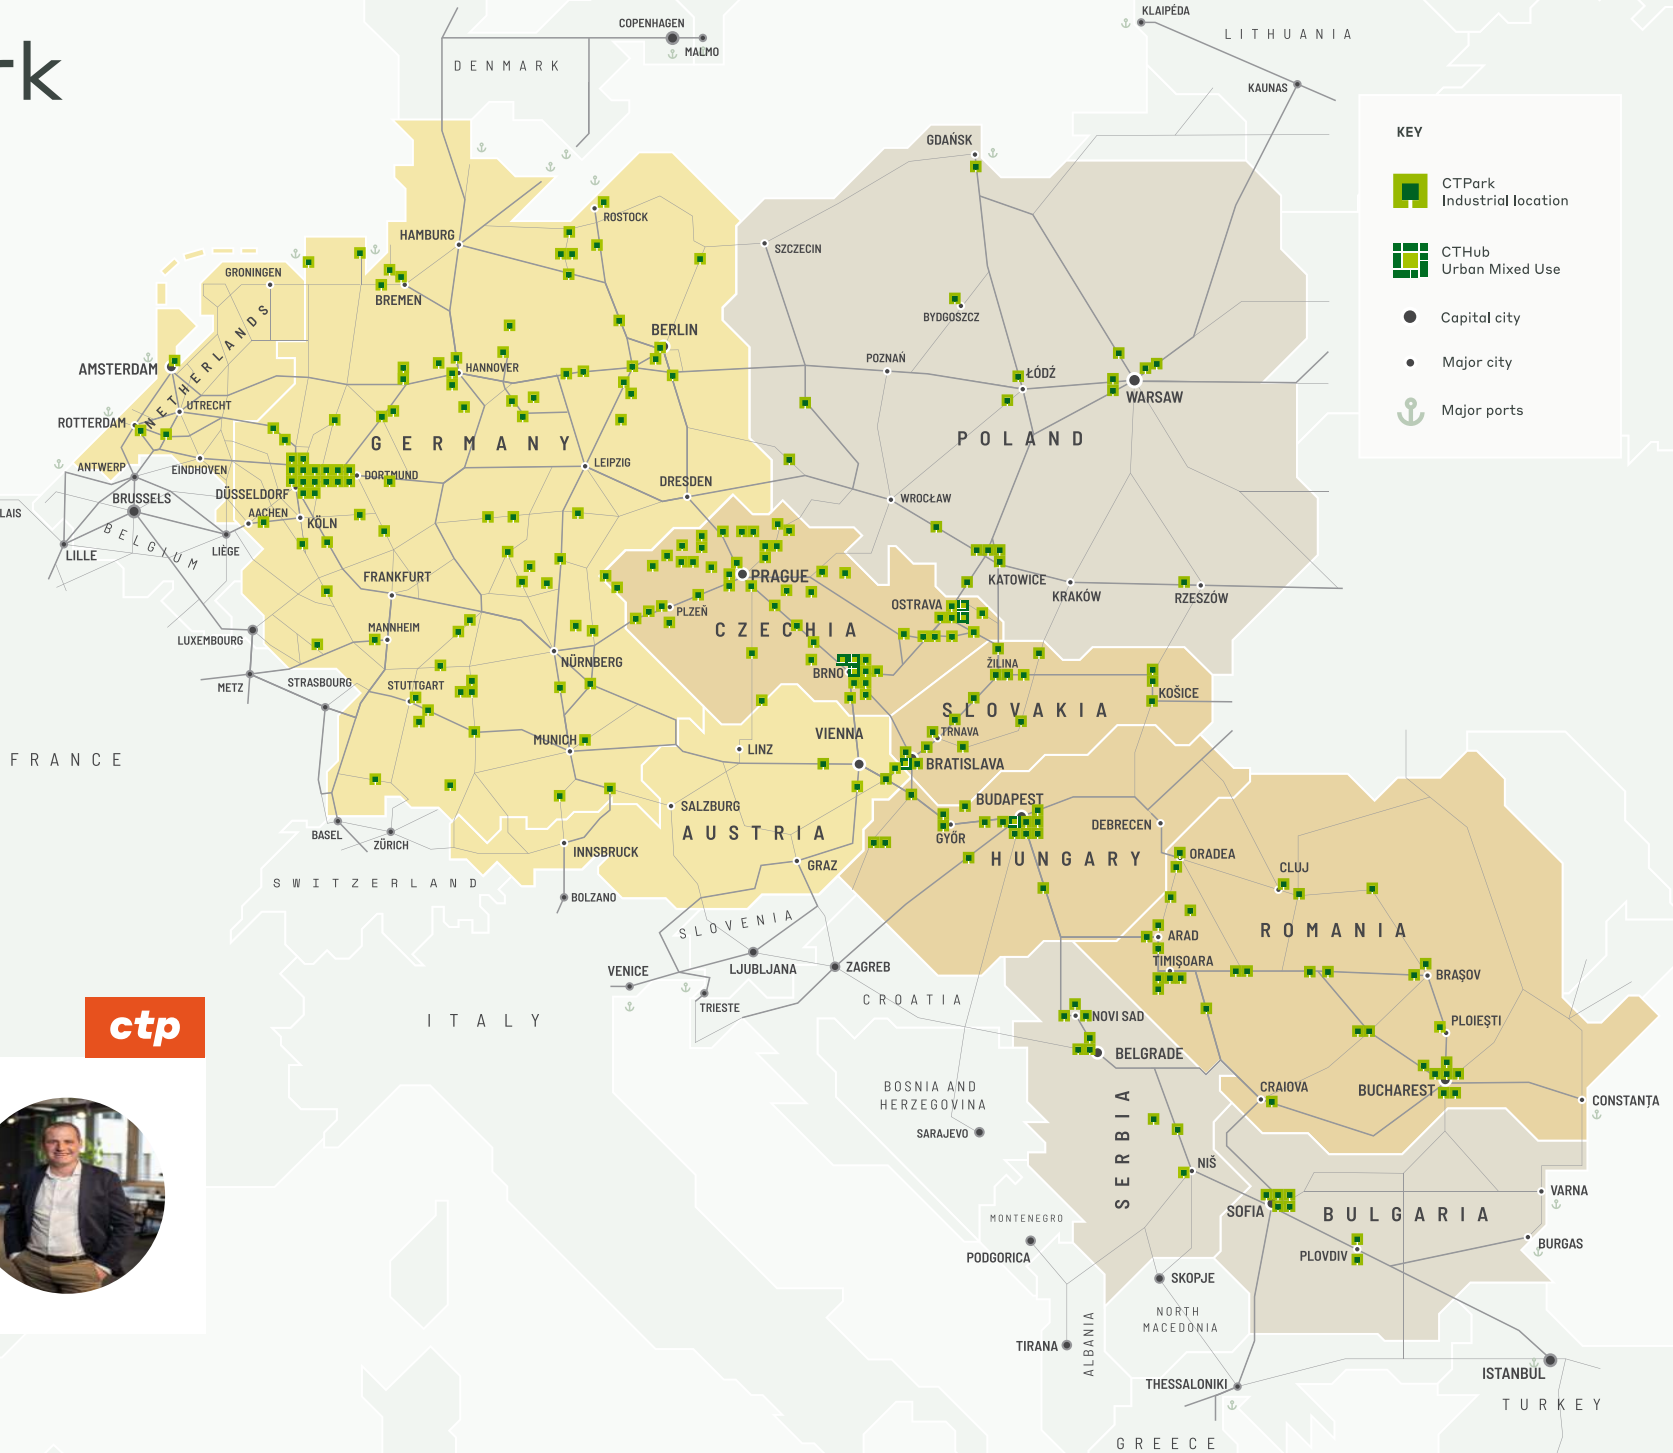 rk
KLAIPÉDA
LITHUANIA
COPENHAGEN
MALMO
DENMARK
KAUNAS
KEY
CTPark
Industrial location
CTHub
Urban Mixed Use
Capital city
Major city
Major ports
GDAŃSK
ROSTOCK
HAMBURG
SZCZECIN
GRONINGEN
BREMEN
BYDGOSZCZ
BERLIN
NETHERLANDS
AMSTERDAM
HANNOVER
POZNAŃ
ŁÓDŹ
WARSAW
UTRECHT
ROTTERDAM
GERMANY
POLAND
ANTWERP
EINDHOVEN
DORTMUND
LEIPZIG
DRESDEN
DÜSSELDORF
BRUSSELS
WROCŁAW
LAIS
AACHEN
KÖLN
BELGIUM
LIÈGE
LILLE
FRANKFURT
PRAGUE
KATOWICE
KRAKÓW
RZESZÓW
OSTRAVA
PLZEŇ
MANNHEIM
CZECHIA
LUXEMBOURG
NÜRNBERG
ŽILINA
BRNO
METZ
STRASBOURG
STUTTGART
KOŠICE
SLOVAKIA
TRNAVA
VIENNA
MUNICH
LINZ
FRANCE
BRATISLAVA
BUDAPEST
SALZBURG
BASEL
ZÜRICH
AUSTRIA
GYŐR
DEBRECEN
INNSBRUCK
GRAZ
HUNGARY
ORADEA
CLUJ
SWITZERLAND
BOLZANO
SLOVENIA
ROMANIA
ARAD
TIMIȘOARA
VENICE
LJUBLJANA
ZAGREB
BRAȘOV
TRIESTE
CROATIA
NOVI SAD
PLOIEȘTI
ctp
ITALY
BELGRADE
BOSNIA AND
HERZEGOVINA
CRAIOVA
BUCHAREST
CONSTANȚA
SARAJEVO
SERBIA
NIŠ
VARNA
SOFIA
BULGARIA
MONTENEGRO
PODGORICA
PLOVDIV
BURGAS
SKOPJE
NORTH
MACEDONIA
TIRANA
ALBANIA
ISTANBUL
THESSALONIKI
TURKEY
GREECE